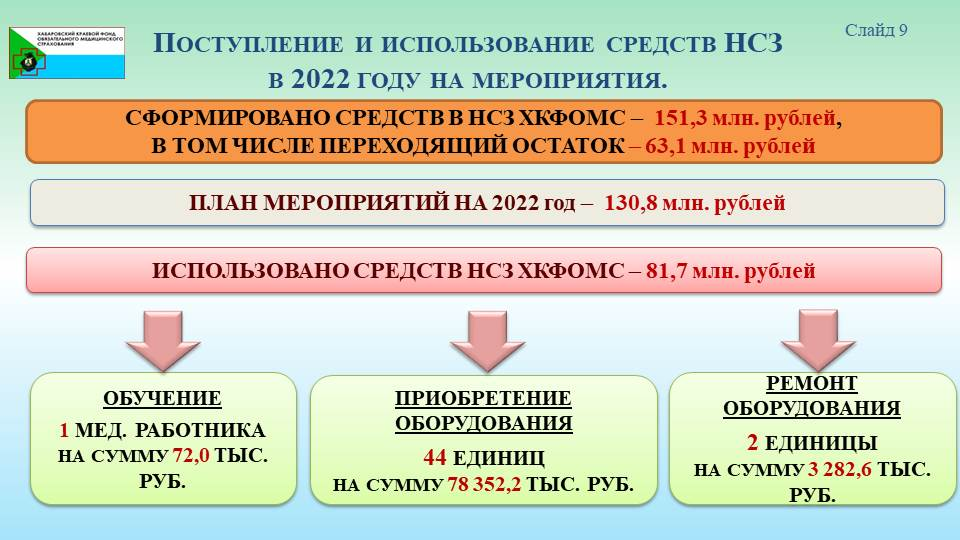 ХАБАРОВСКИЙ КРАЕВОЙ ФОНД
ОБЯЗАТЕЛЬНОГО МЕДИЦИНСКОГО
СТРАХОВАНИЯ
Слайд 9
Поступление и использование средств НСЗ
в 2022 году на мероприятия.
СФОРМИРОВАНО СРЕДСТВ В НСЗ ХКФОМС – 151,3 млн. рублей,
В ТОМ ЧИСЛЕ ПЕРЕХОДЯЩИЙ ОСТАТОК – 63,1 млн. рублей
ПЛАН МЕРОПРИЯТИЙ НА 2022 год – 130,8 млн. рублей
ИСПОЛЬЗОВАНО СРЕДСТВ НСЗ ХКФОМС – 81,7 млн. рублей
ОБУЧЕНИЕ
1 МЕД. РАБОТНИКА
НА СУММУ 72,0 ТЫС.
РУБ.
ПРИОБРЕТЕНИЕ
ОБОРУДОВАНИЯ
44 ЕДИНИЦ
НА СУММУ 78 352,2 ТЫС. РУБ.
РЕМОНТ
ОБОРУДОВАНИЯ
2 ЕДИНИЦЫ
НА СУММУ 3 282,6 ТЫС.
РУБ.